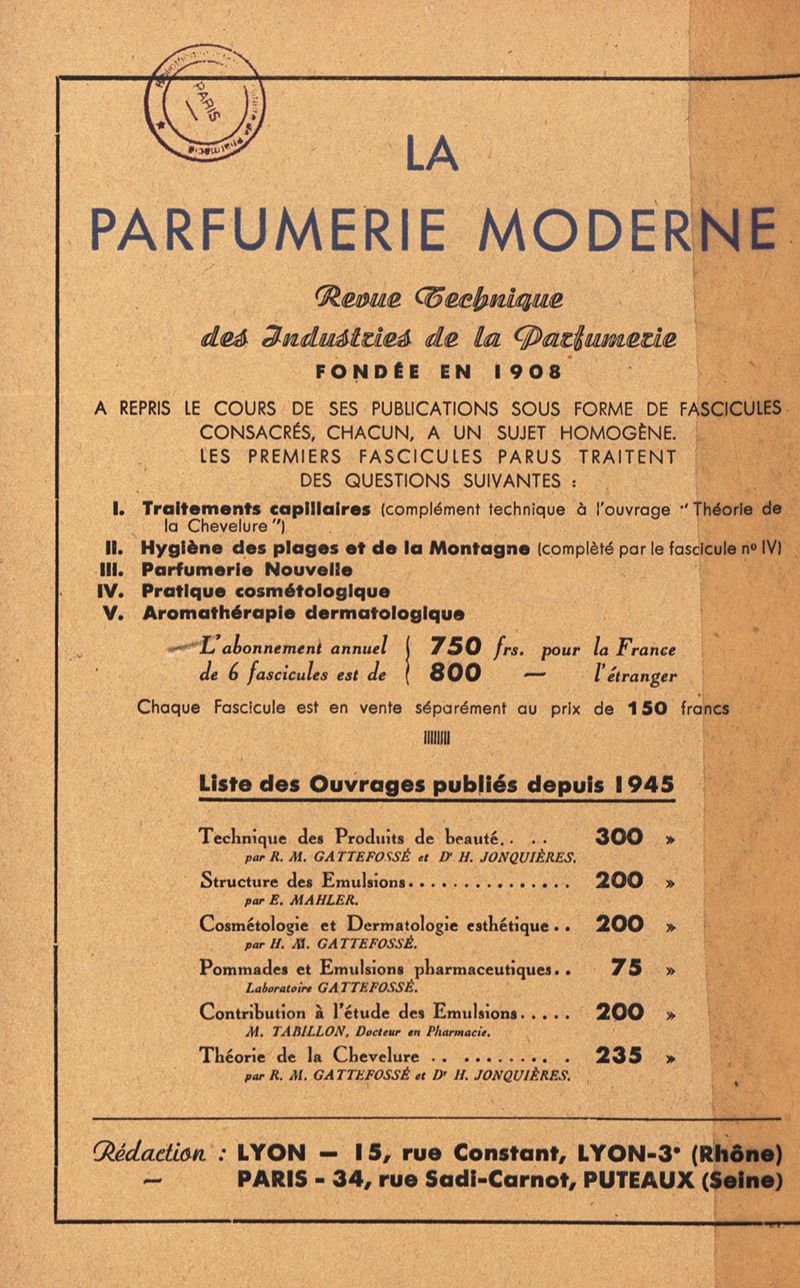 PARIS
LA
PARFUMERIE MODERNE
Revue Technique
des Industries de la Parfumerie
FONDÉE EN 1908
A REPRIS LE COURS DE SES PUBLICATIONS SOUS FORME DE FASCICULES
CONSACRÉS, CHACUN, A UN SUJET HOMOGÈNE.
LES PREMIERS FASCICULES PARUS TRAITENT
DES QUESTIONS SUIVANTES :
I. Traitements capillaires (complément technique à l'ouvrage "Théorie de
la Chevelure")
II. Hygiène des plages et de la Montagne (complèté par le fascicule nº IV)
III. Parfumerie Nouvelle
IV. Pratique cosmétologique
V. Aromathérapie dermatologique
L'abonnement annuel { 750 frs. pour la France
de 6 fascicules est de { 800 — l'étranger
Chaque Fascicule est en vente séparément au prix de 150 francs
Liste des Ouvrages publiés depuis 1945
Technique des Produits de beauté. . . . 300 »
par R. M. GATTEFOSSÉ et Dr H. JONQUIÈRES.
Structure des Emulsions. . . . . . . . . . . . . . . 200 »
par E. MAHLER.
Cosmétologie et Dermatologie esthétique . . 200 »
par H. M. GATTEFOSSÉ.
Pommades et Emulsions pharmaceutiques. . 75 »
Laboratoire GATTEFOSSÉ.
Contribution à l'étude des Emulsions. . . . . 200 »
M. TABILLON, Docteur en Pharmacie.
Théorie de la Chevelure . . . . . . . . . . . . 235 »
par R. M. GATTEFOSSÉ et Dr H. JONQUIÈRES.
Rédaction : LYON — 15, rue Constant, LYON-3e (Rhône)
— PARIS - 34, rue Sadi-Carnot, PUTEAUX (Seine)